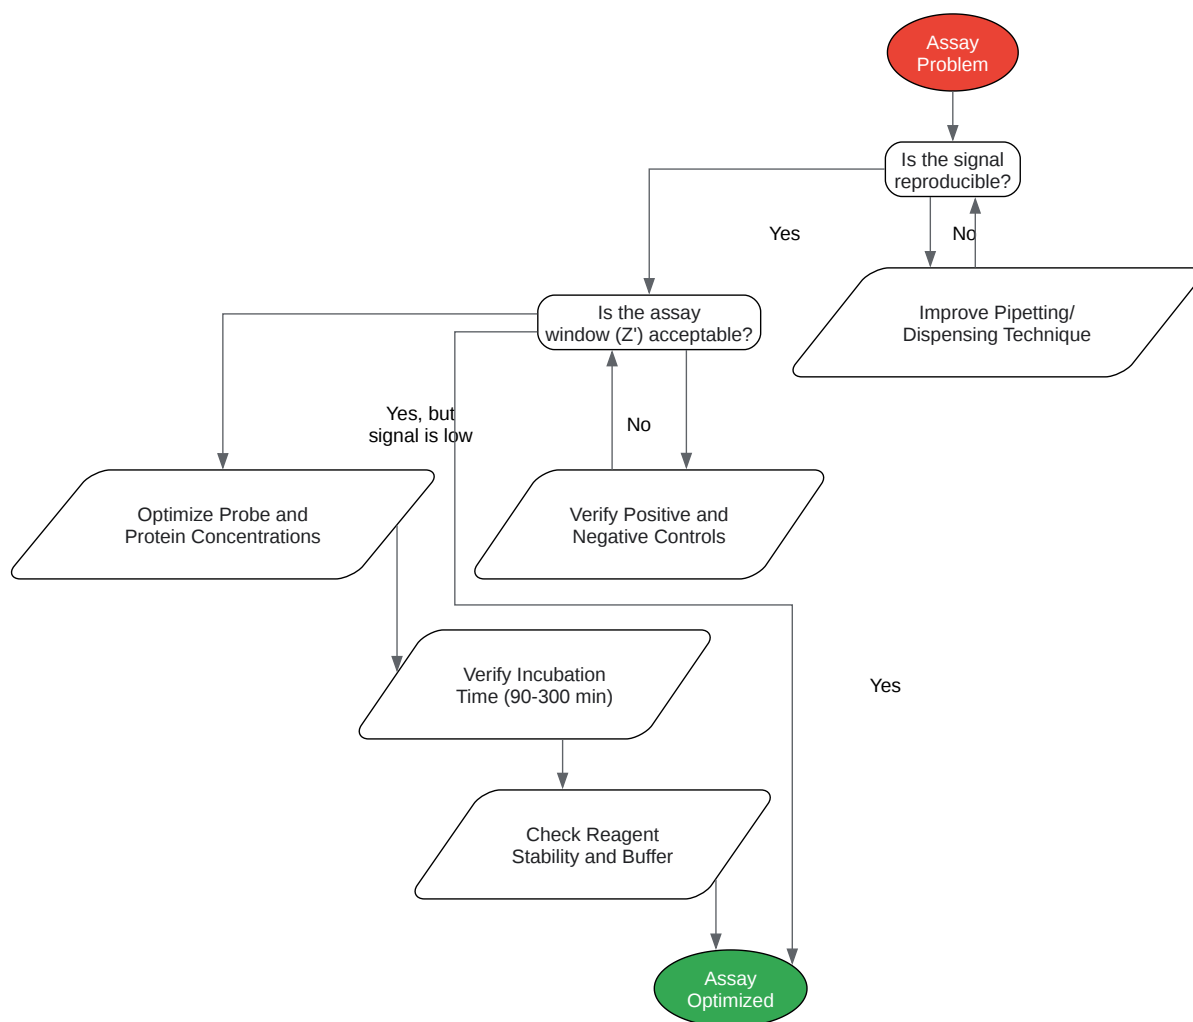 Assay
Problem
Is the signal
reproducible?
Yes
No
Improve Pipetting/
Dispensing Technique
Is the assay
window (Z') acceptable?
Yes, but
signal is low
No
Optimize Probe and
Protein Concentrations
Verify Positive and
Negative Controls
Verify Incubation
Time (90-300 min)
Yes
Check Reagent
Stability and Buffer
Assay
Optimized